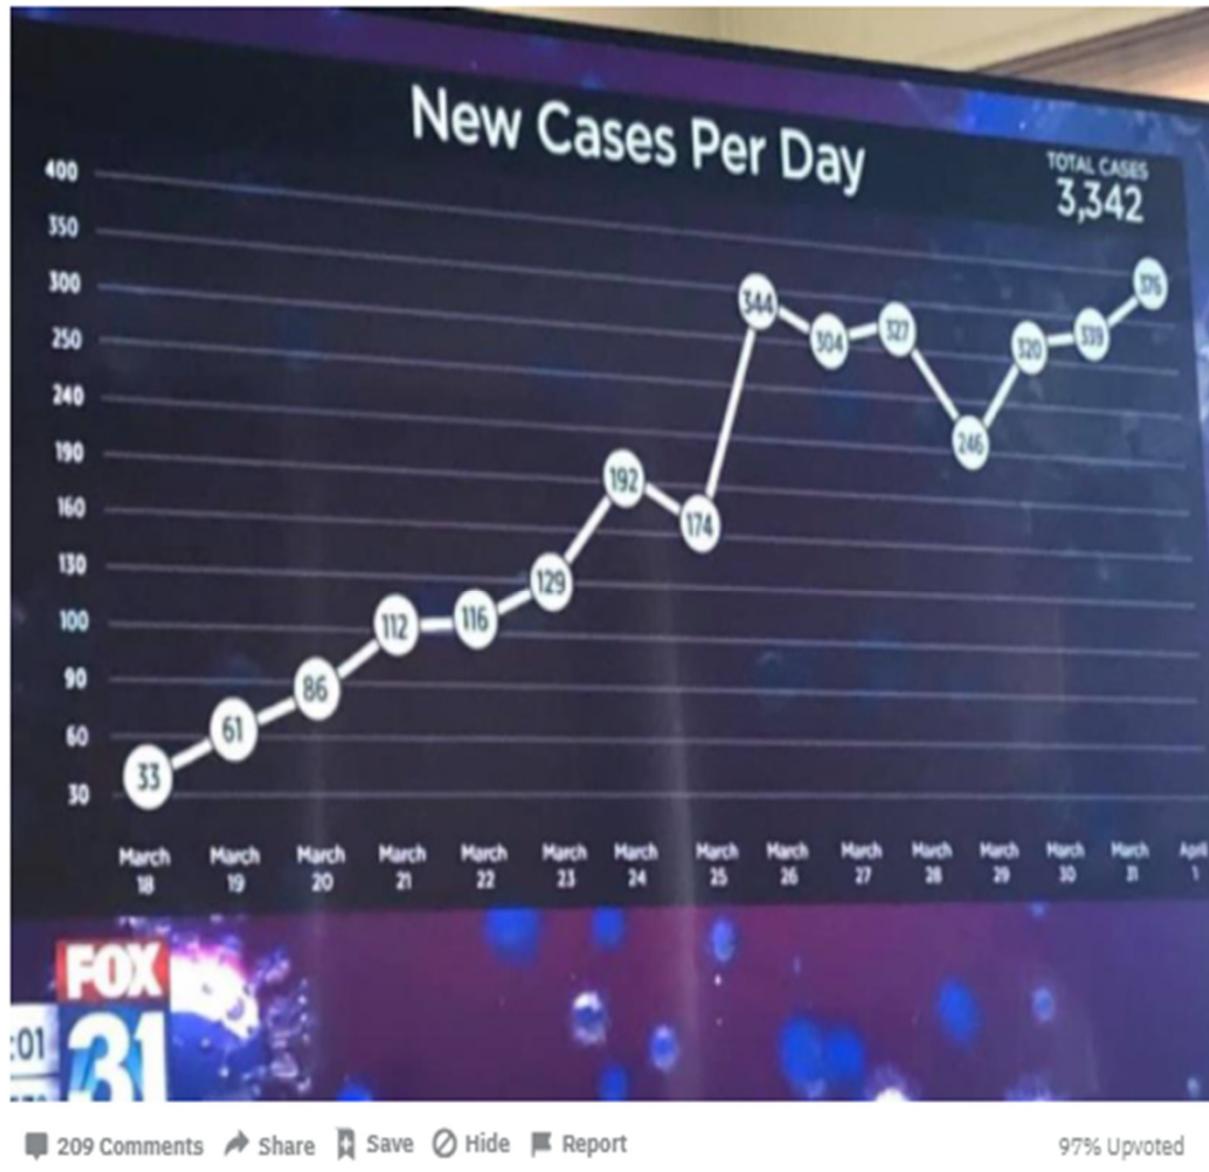 New Cases Per Day
TOTAL CASES
3,342
400
350
300
250
240
190
160
130
100
90
60
30
33
61
86
112
116
129
192
174
344
304
327
246
320
339
376
March 18
March 19
March 20
March 21
March 22
March 23
March 24
March 25
March 26
March 27
March 28
March 29
March 30
March 31
April 1
FOX
31
:01
209 Comments Share Save Hide Report 97% Upvoted